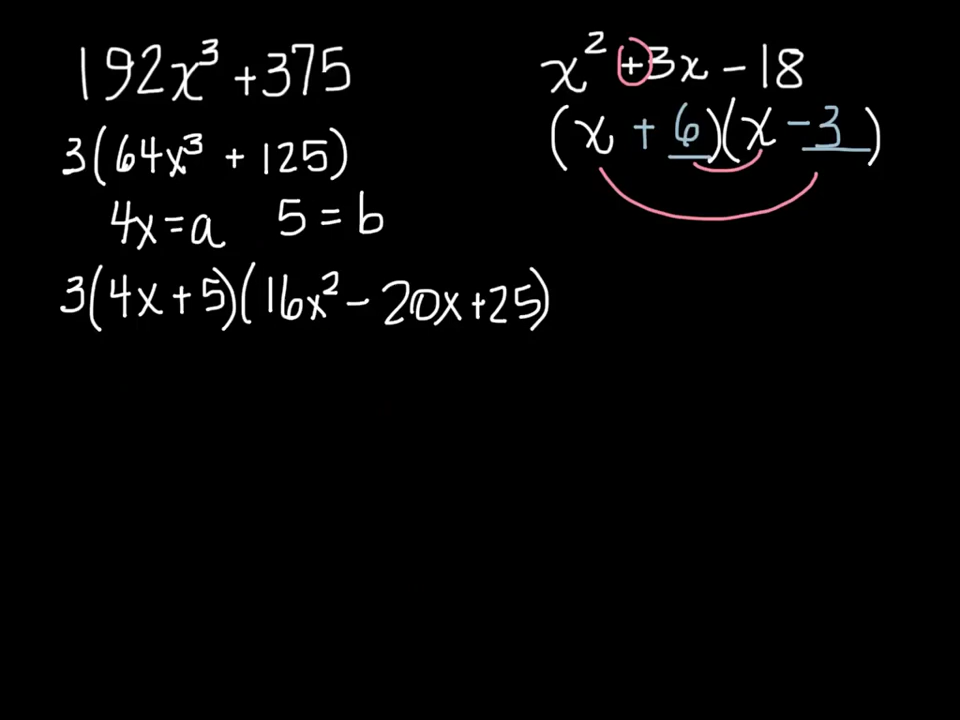 192x³ + 375
3(64x³ + 125)
4x = a 5 = b
3(4x + 5)(16x² - 20x + 25)
x² + 3x - 18
(x + 6)(x - 3)